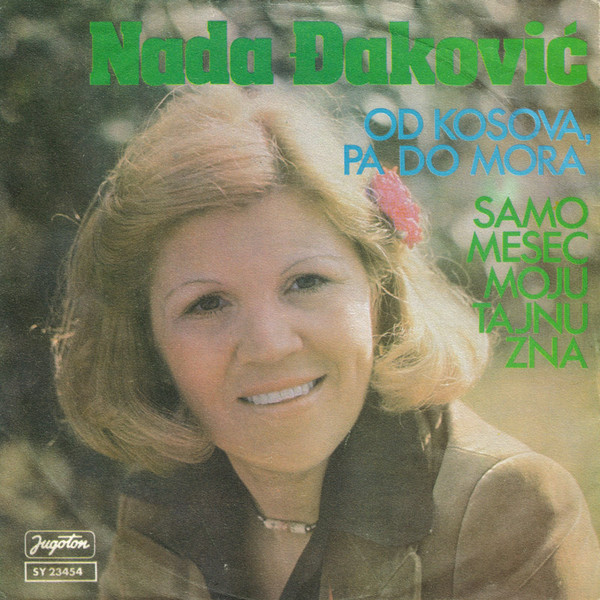 Nada Đaković
OD KOSOVA,
PA DO MORA
SAMO
MESEC
MOJU
TAJNU
ZNA
Jugoton
SY 23454